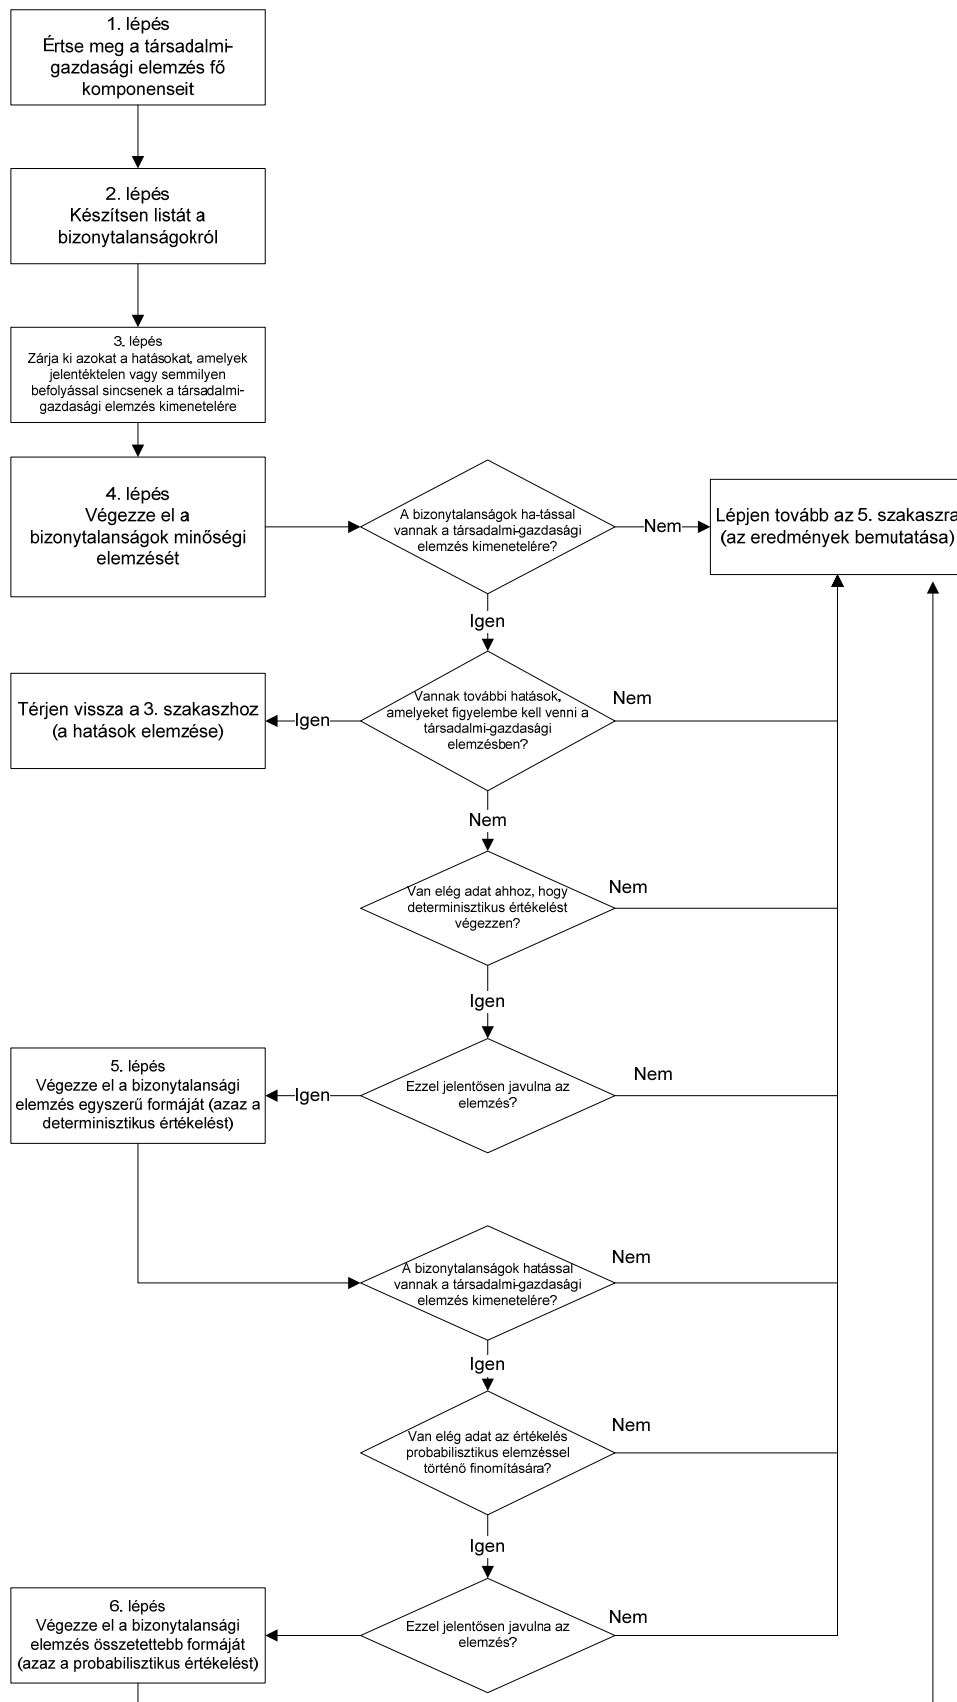 1. lépés
Értse meg a társadalmi-
gazdasági elemzés fő
komponenseit
2. lépés
Készítsen listát a
bizonytalanságokról
3. lépés
Zárja ki azokat a hatásokat, amelyek
jelentéktelen vagy semmilyen
befolyással sincsenek a társadalmi-
gazdasági elemzés kimenetelére
4. lépés
Végezze el a
bizonytalanságok minőségi
elemzését
A bizonytalanságok ha-tással
vannak a társadalmi-gazdasági
elemzés kimenetelére?
Nem
Lépjen tovább az 5. szakaszra
(az eredmények bemutatása)
Igen
Térjen vissza a 3. szakaszhoz
(a hatások elemzése)
Igen
Vannak további hatások,
amelyeket figyelembe kell venni a
társadalmi-gazdasági
elemzésben?
Nem
Nem
Van elég adat ahhoz, hogy
determinisztikus értékelést
végezzen?
Nem
Igen
5. lépés
Végezze el a bizonytalansági
elemzés egyszerű formáját (azaz a
determinisztikus értékelést)
Igen
Ezzel jelentősen javulna az
elemzés?
Nem
A bizonytalanságok hatással
vannak a társadalmi-gazdasági
elemzés kimenetelére?
Nem
Igen
Van elég adat az értékelés
probabilisztikus elemzéssel
történő finomítására?
Nem
Igen
6. lépés
Végezze el a bizonytalansági
elemzés összetettebb formáját
(azaz a probabilisztikus értékelést)
Ezzel jelentősen javulna az
elemzés?
Nem